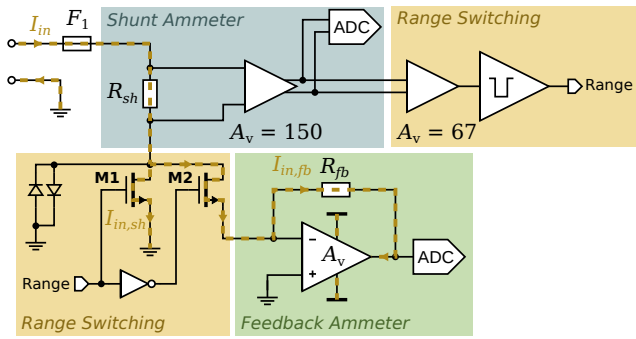 I_in F_1
Shunt Ammeter
ADC
Range Switching
R_sh
Range
A_v = 150
A_v = 67
M1
M2
I_in,fb R_fb
I_in,sh
A_v
ADC
Range
Range Switching
Feedback Ammeter